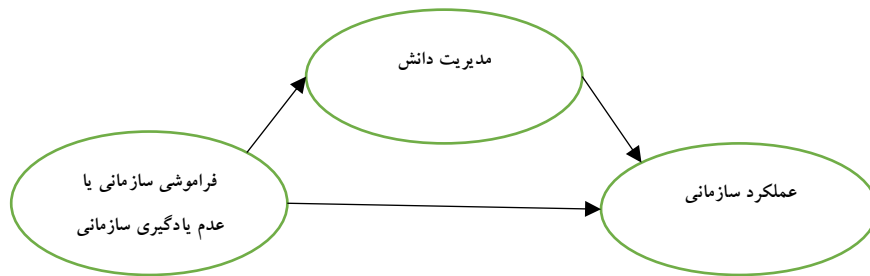 مدیریت دانش
فراموشی سازمانی یا
عدم یادگیری سازمانی
عملکرد سازمانی